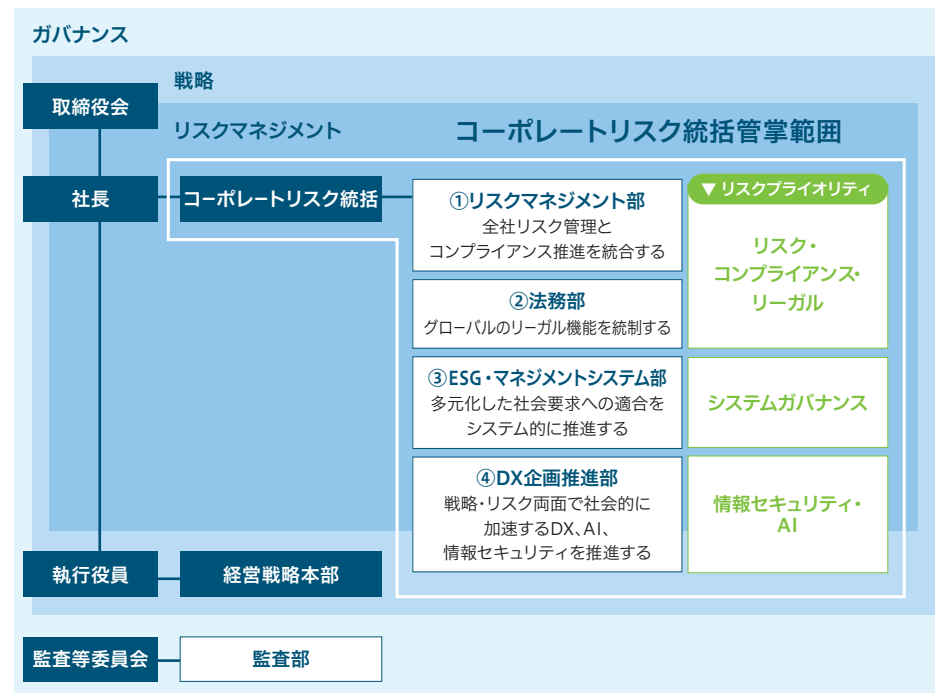 ガバナンス
戦略
取締役会
リスクマネジメント
コーポレートリスク統括管掌範囲
社長
コーポレートリスク統括
①リスクマネジメント部
全社リスク管理と
コンプライアンス推進を統合する
②法務部
グローバルのリーガル機能を統制する
③ESG・マネジメントシステム部
多元化した社会要求への適合を
システム的に推進する
④DX企画推進部
戦略・リスク両面で社会的に
加速するDX、AI、
情報セキュリティを推進する
▼ リスクプライオリティ
リスク・
コンプライアンス・
リーガル
システムガバナンス
情報セキュリティ・
AI
執行役員
経営戦略本部
監査等委員会
監査部